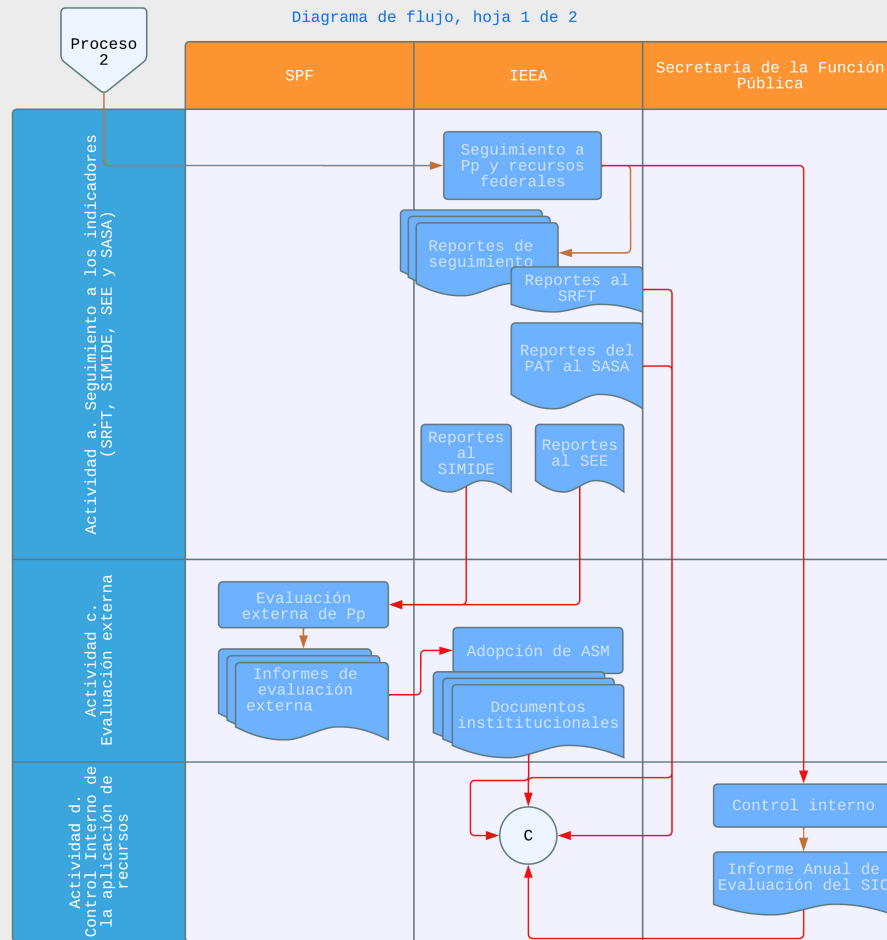 Diagrama de flujo, hoja 1 de 2
Proceso
2
SPF
IEEA
Secretaría de la Función
Pública
Actividad a. Seguimiento a los indicadores
(SRFT, SIMIDE, SEE y SASA)
Seguimiento a
Pp y recursos
federales
Reportes de
seguimiento
Reportes al
SRFT
Reportes del
PAT al SASA
Reportes
al
SIMIDE
Reportes
al SEE
Actividad c.
Evaluación externa
Evaluación
externa de Pp
Informes de
evaluación
externa
Adopción de ASM
Documentos
instititucionales
Actividad d.
Control Interno de
la aplicación de
recursos
C
Control interno
Informe Anual de
Evaluación del SIC